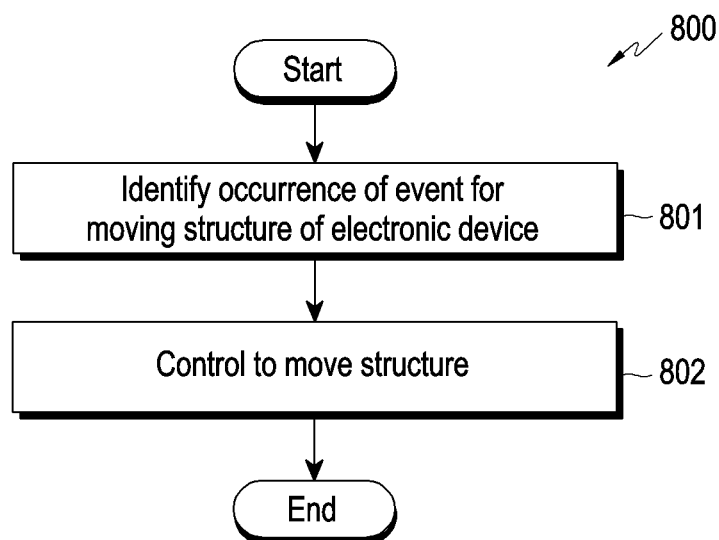 800
Start
Identify occurrence of event for
moving structure of electronic device
801
Control to move structure
802
End